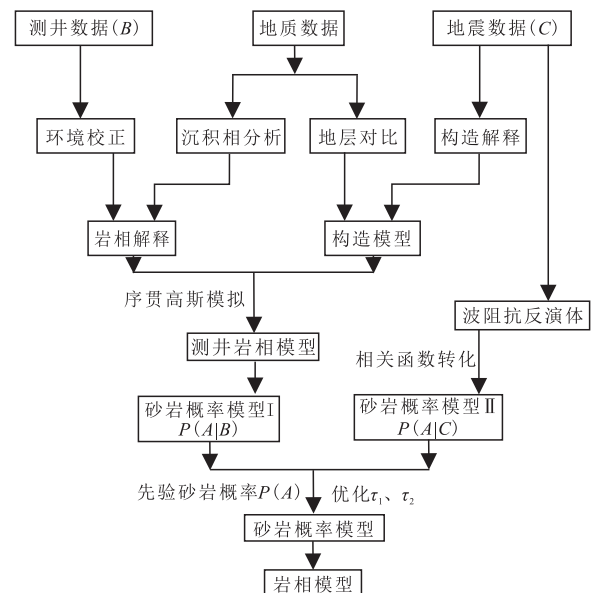 测井数据(B)
地质数据
地震数据(C)
环境校正
沉积相分析
地层对比
构造解释
岩相解释
构造模型
序贯高斯模拟
波阻抗反演体
测井岩相模型
相关函数转化
砂岩概率模型Ⅰ
P(A|B)
砂岩概率模型Ⅱ
P(A|C)
先验砂岩概率P(A)
优化τ₁、τ₂
砂岩概率模型
岩相模型